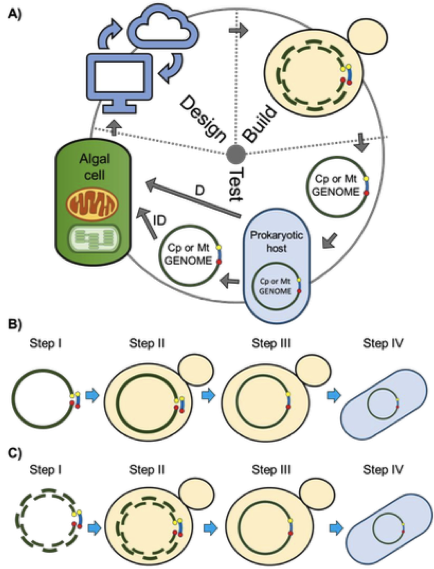 A)
Design
Build
Test
Algal
cell
Cp or Mt
GENOME
D
ID
Cp or Mt
GENOME
Prokaryotic
host
Cp or Mt
GENOME
B)
Step I
Step II
Step III
Step IV
C)
Step I
Step II
Step III
Step IV